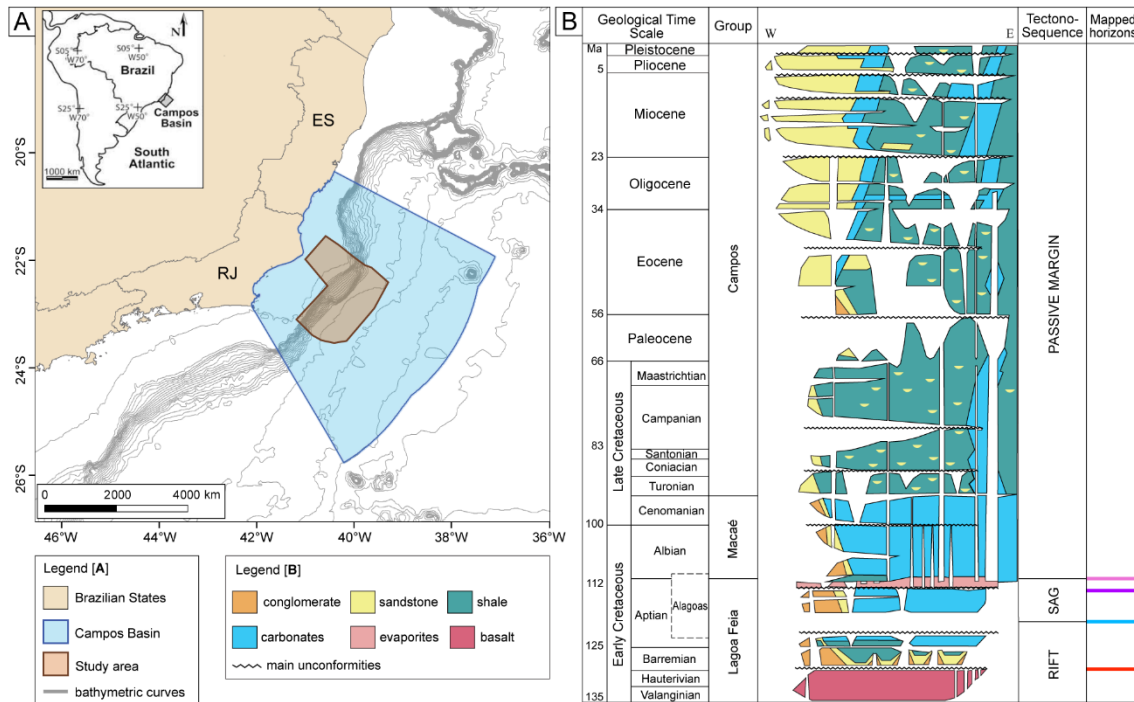 A
N
S05°
W70°
S05°
W50°
Brazil
S25°
W70°
S25°
W50°
Campos
Basin
South
Atlantic
1000 km
ES
RJ
20°S
22°S
24°S
26°S
0 2000 4000 km
46°W 44°W 42°W 40°W 38°W 36°W
Legend [A]
Brazilian States
Campos Basin
Study area
bathymetric curves
Legend [B]
conglomerate sandstone shale
carbonates evaporites basalt
main unconformities
B
Geological Time
Scale
Group
Tectono-
Sequence
Mapped
horizons
W E
Ma
Pleistocene
5
Pliocene
Miocene
23
Oligocene
34
Eocene
56
Paleocene
66
Late Cretaceous
Maastrichtian
Campanian
83
Santonian
Coniacian
Turonian
Cenomanian
100
Early Cretaceous
Albian
112
Aptian
Alagoas
125
Barremian
Hauterivian
135
Valanginian
Campos
Macaé
Lagoa Feia
PASSIVE MARGIN
SAG
RIFT